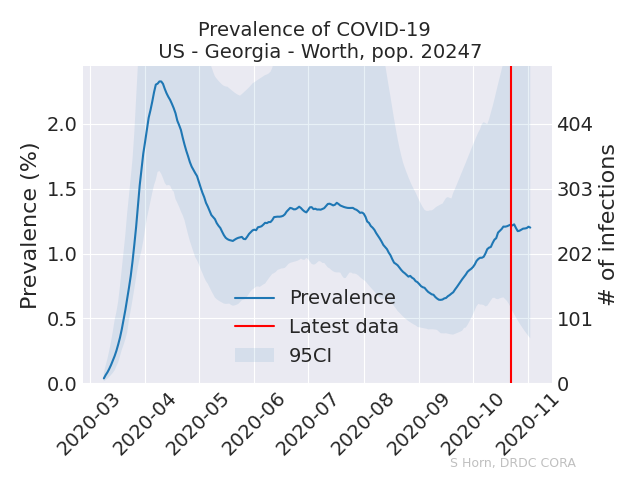 Prevalence of COVID-19
US - Georgia - Worth, pop. 20247
Prevalence (%)
2.0
1.5
1.0
0.5
0.0
404
303
202
101
0
# of infections
Prevalence
Latest data
95CI
2020-03
2020-04
2020-05
2020-06
2020-07
2020-08
2020-09
2020-10
2020-11
S Horn, DRDC CORA